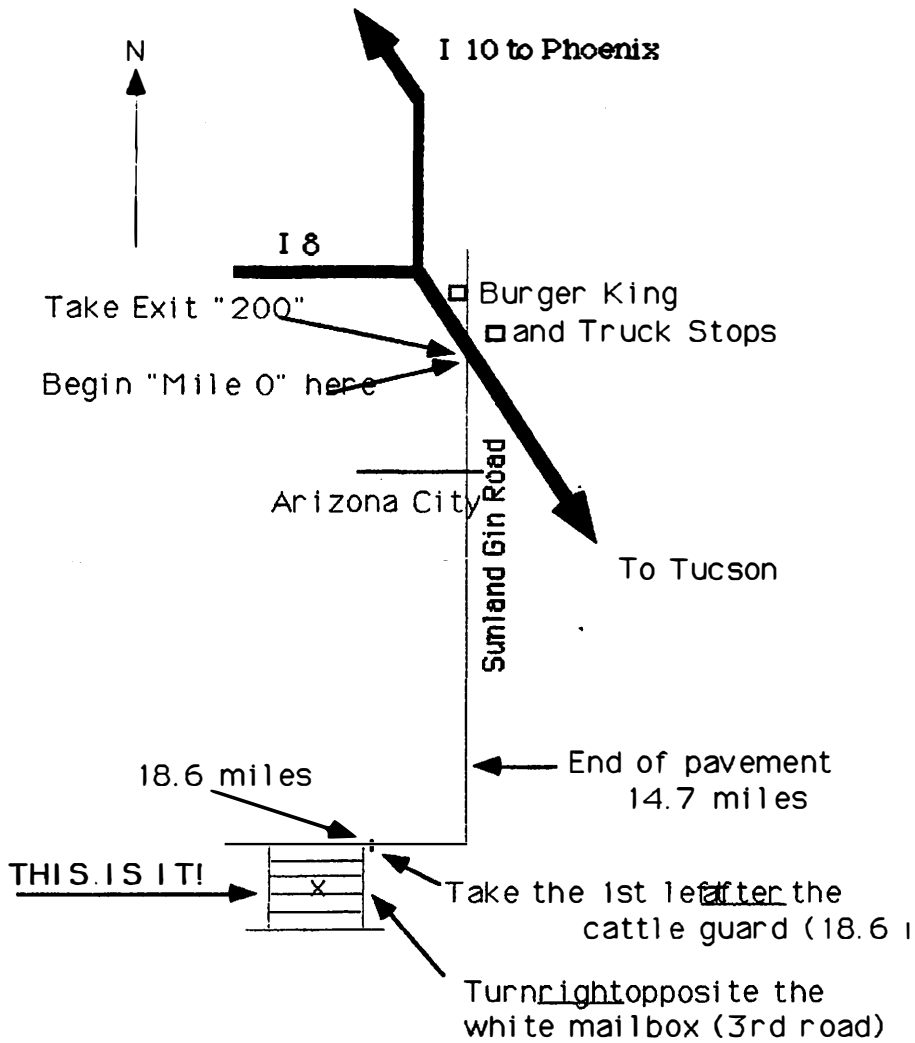 N
I 10 to Phoenix
I 8
Burger King
Take Exit "200"
and Truck Stops
Begin "Mile 0" here
Arizona City
Sunland Gin Road
To Tucson
End of pavement
14.7 miles
18.6 miles
THIS.IS IT!
Take the 1st left after the
cattle guard (18.6
X
Turn right opposite the
white mailbox (3rd road)